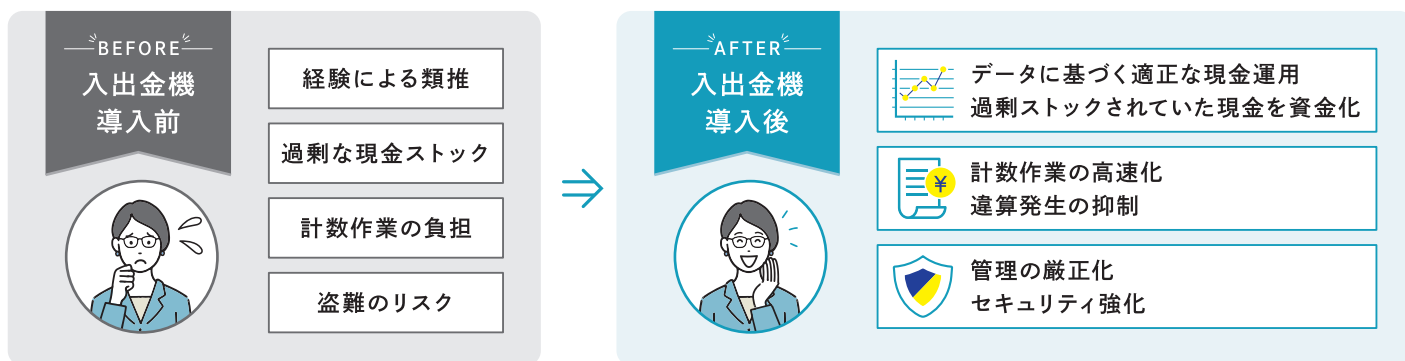 BEFORE
入出金機
導入前
経験による類推
過剰な現金ストック
計数作業の負担
盗難のリスク
AFTER
入出金機
導入後
データに基づく適正な現金運用
過剰ストックされていた現金を資金化
¥
計数作業の高速化
違算発生の抑制
管理の厳正化
セキュリティ強化